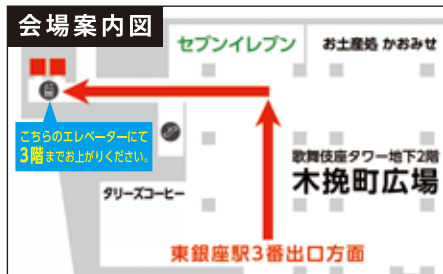 会場案内図
セブンイレブン
お土産処 かおみせ
こちらのエレベーターにて
3階までお上がりください。
歌舞伎座タワー地下2階
木挽町広場
タリーズコーヒー
東銀座駅3番出口方面